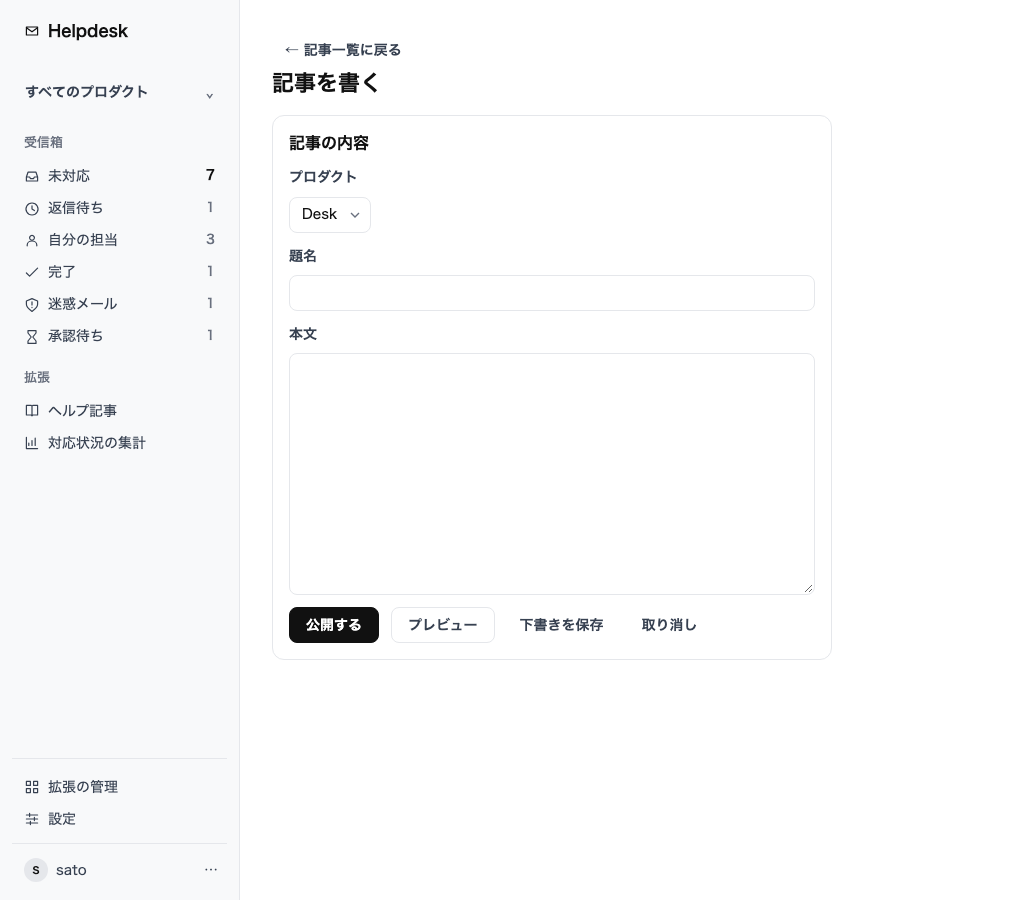 Helpdesk
すべてのプロダクト
受信箱
未対応 7
返信待ち 1
自分の担当 3
完了 1
迷惑メール 1
承認待ち 1
拡張
ヘルプ記事
対応状況の集計
拡張の管理
設定
S sato ...
← 記事一覧に戻る
記事を書く
記事の内容
プロダクト
Desk
題名
本文
公開する プレビュー 下書きを保存 取り消し